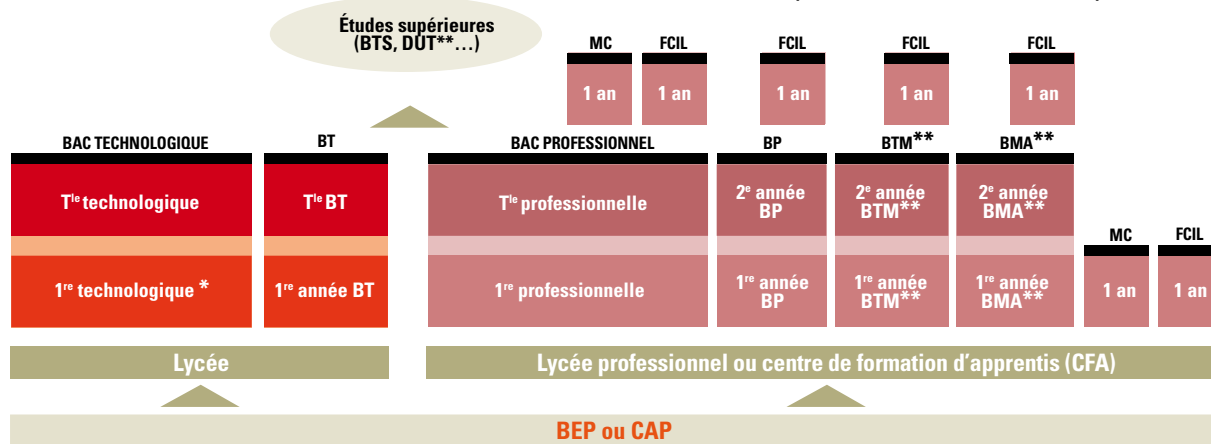 Études supérieures
(BTS, DUT**...)
MC FCIL FCIL FCIL FCIL
1 an 1 an 1 an 1 an 1 an
BAC TECHNOLOGIQUE BT BAC PROFESSIONNEL BP BTM** BMA**
Tle technologique Tle BT Tle professionnelle 2e année BP 2e année BTM** 2e année BMA**
MC FCIL
1re technologique * 1re année BT 1re professionnelle 1re année BP 1re année BTM** 1re année BMA** 1 an 1 an
Lycée Lycée professionnel ou centre de formation d'apprentis (CFA)
BEP ou CAP